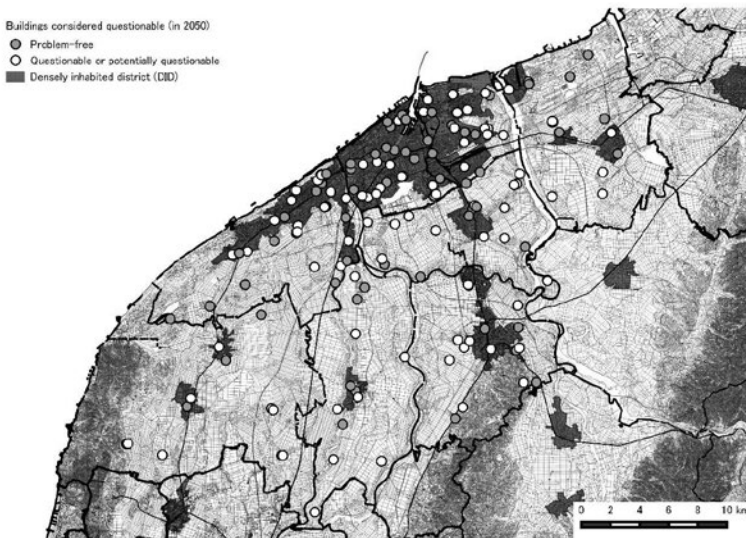 Buildings considered questionable (in 2050)
Problem-free
Questionable or potentially questionable
Densely inhabited district (DID)
0 2 4 6 8 10 km